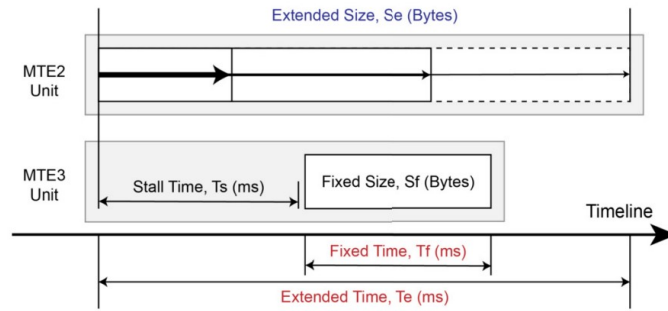 Extended Size, Se (Bytes)
MTE2
Unit
MTE3
Unit
Stall Time, Ts (ms)
Fixed Size, Sf (Bytes)
Timeline
Fixed Time, Tf (ms)
Extended Time, Te (ms)